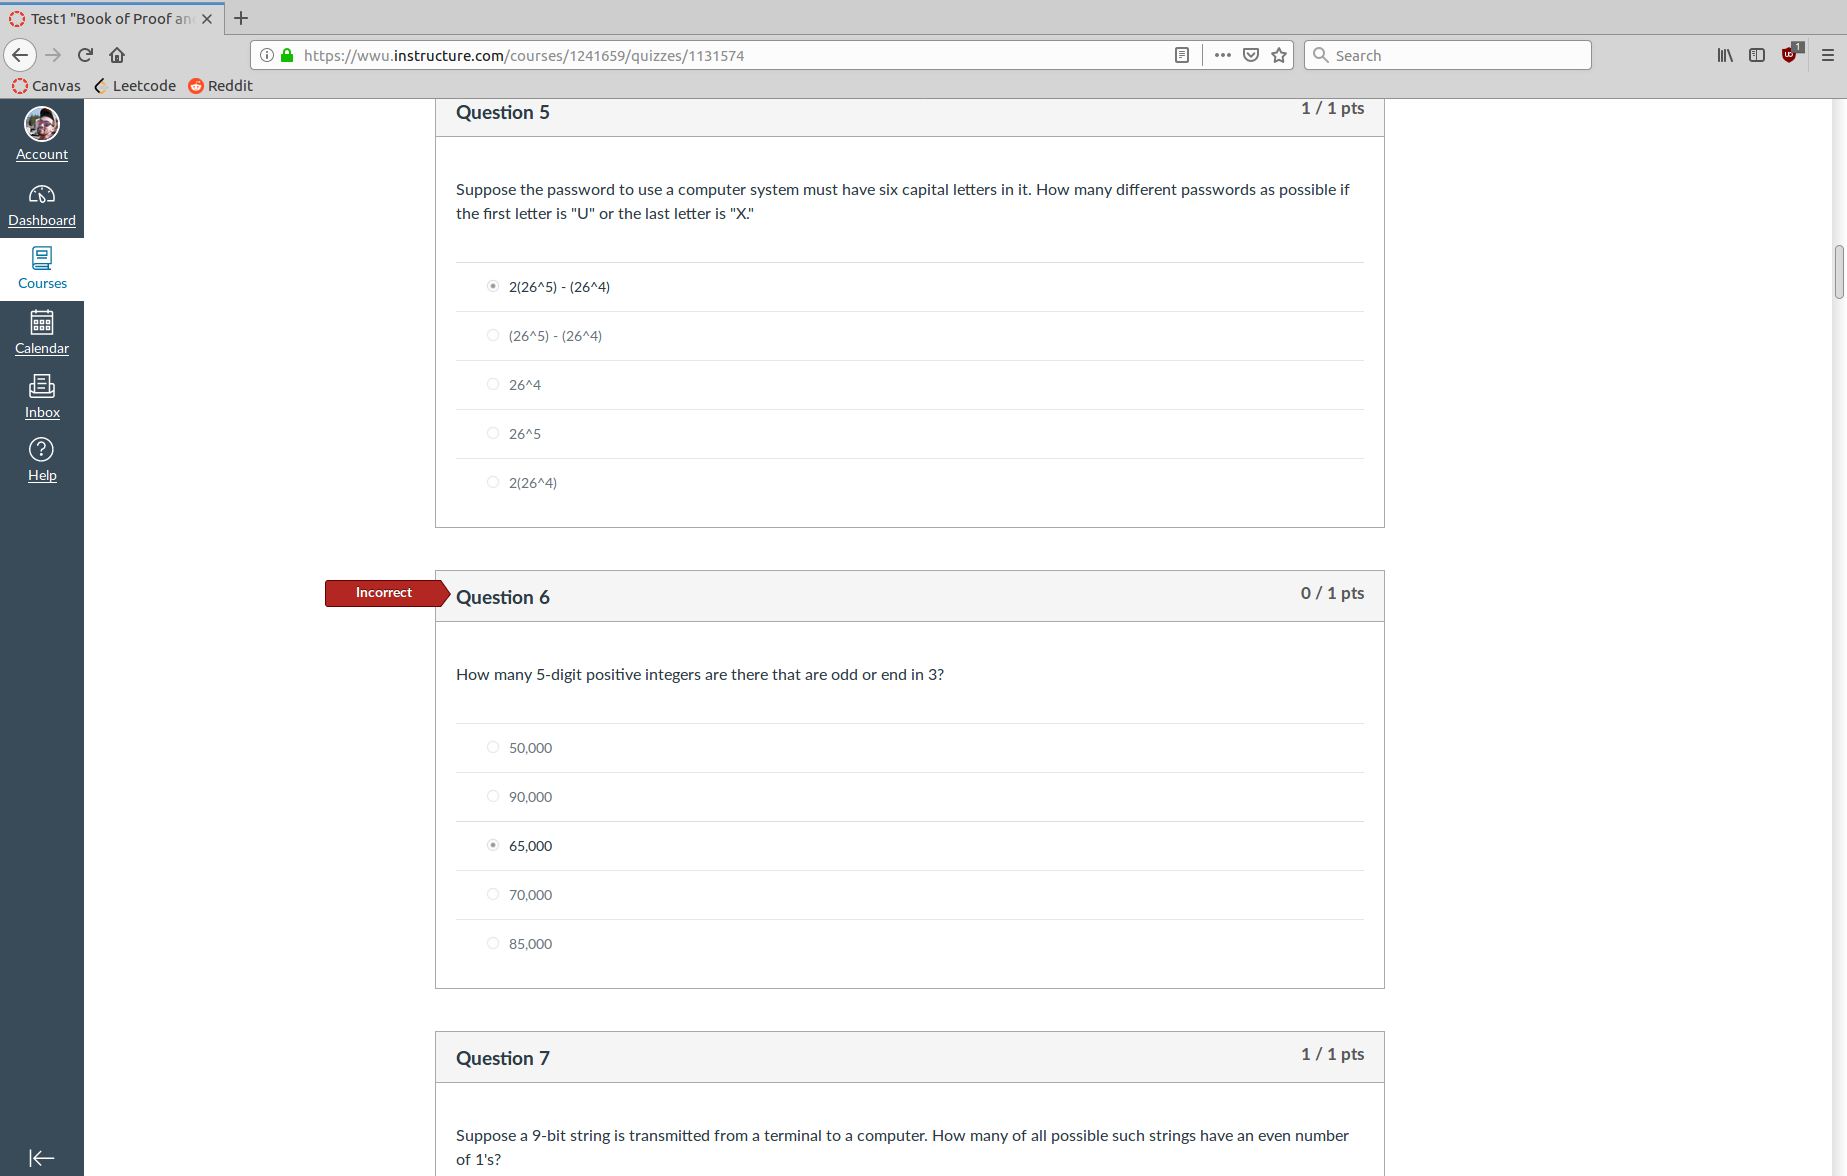 Test1 "Book of Proof an
https://wwu.instructure.com/courses/1241659/quizzes/1131574
Search
1
Canvas
Leetcode
Reddit
Account
Dashboard
Courses
Calendar
Inbox
Help
Question 5
1 / 1 pts
Suppose the password to use a computer system must have six capital letters in it. How many different passwords as possible if
the first letter is "U" or the last letter is "X."
2(26^5) - (26^4)
(26^5) - (26^4)
26^4
26^5
2(26^4)
Incorrect
Question 6
0 / 1 pts
How many 5-digit positive integers are there that are odd or end in 3?
50,000
90,000
65,000
70,000
85,000
Question 7
1 / 1 pts
Suppose a 9-bit string is transmitted from a terminal to a computer. How many of all possible such strings have an even number
of 1's?